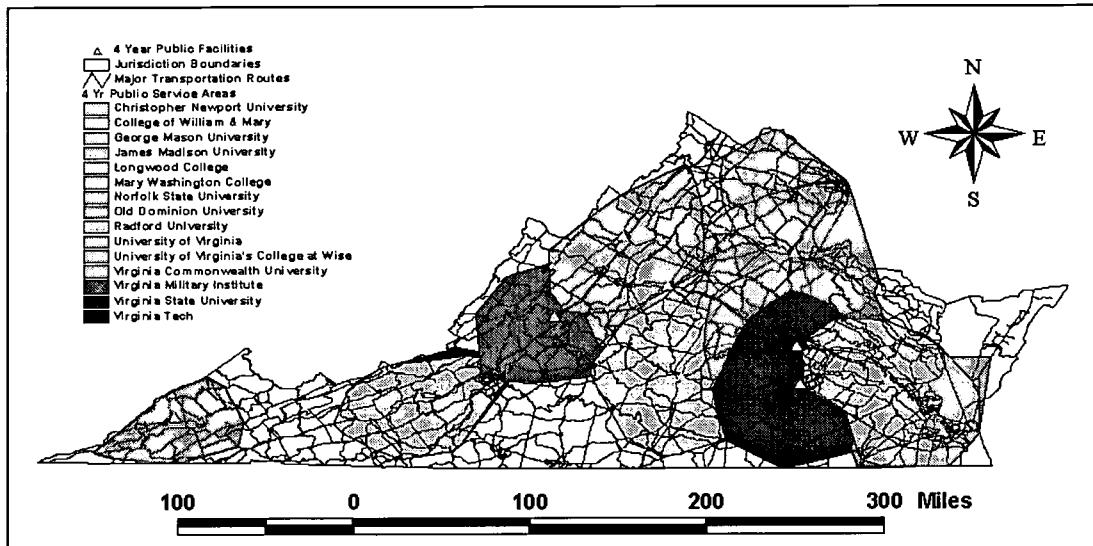 4 Year Public Facilities
Jurisdiction Boundaries
Major Transportation Routes
4 Yr Public Service Areas
Christopher Newport University
College of William & Mary
George Mason University
James Madison University
Longwood College
Mary Washington College
Norfolk State University
Old Dominion University
Radford University
University of Virginia
University of Virginia's College at Wise
Virginia Commonwealth University
Virginia Military Institute
Virginia State University
Virginia Tech
N
W E
S
100 0 100 200 300 Miles